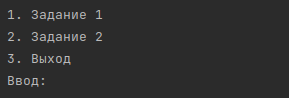 1. Задание 1
2. Задание 2
3. Выход
Ввод: